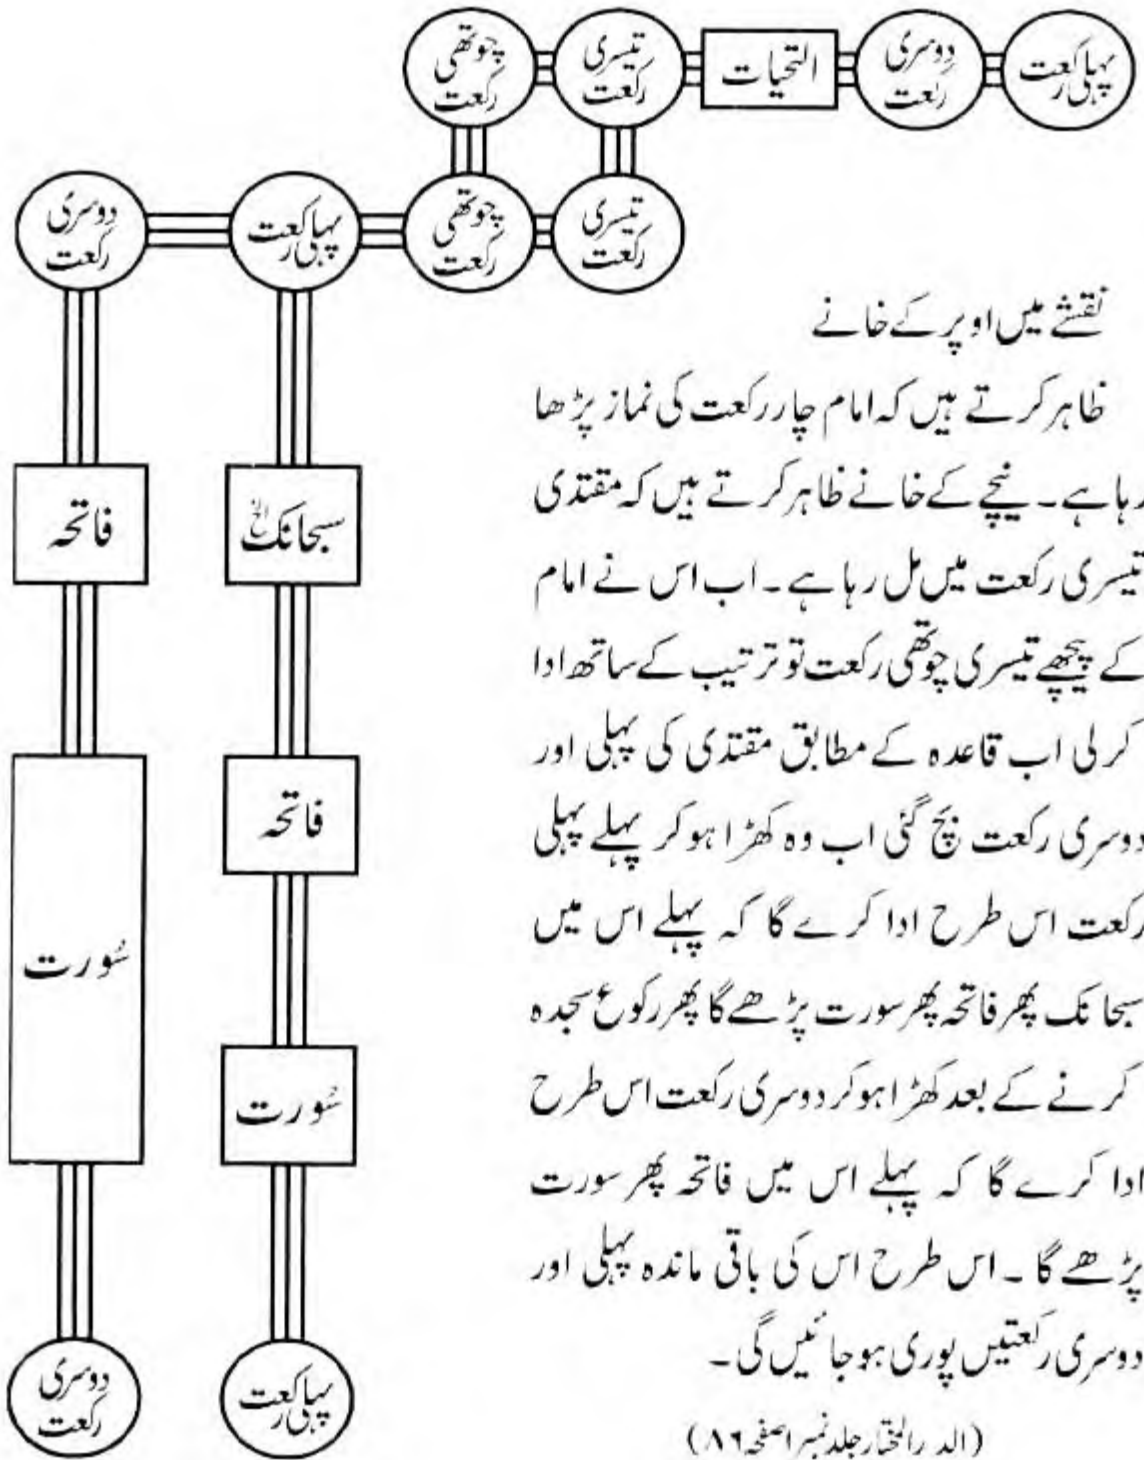 پہلی رکعت
دوسری رکعت
التحیات
تیسری رکعت
چوتھی رکعت
تیسری رکعت
چوتھی رکعت
پہلی رکعت
دوسری رکعت
نقشے میں اوپر کے خانے
ظاہر کرتے ہیں کہ امام چار رکعت کی نماز پڑھا
رہا ہے۔ نیچے کے خانے ظاہر کرتے ہیں کہ مقتدی
تیسری رکعت میں مل رہا ہے۔ اب اس نے امام
کے پیچھے تیسری چوتھی رکعت تو ترتیب کے ساتھ ادا
کر لی اب قاعدہ کے مطابق مقتدی کی پہلی اور
دوسری رکعت بچ گئی اب وہ کھڑا ہو کر پہلے پہلی
رکعت اس طرح ادا کرے گا کہ پہلے اس میں
سبحانک پھر فاتحہ پھر سورت پڑھے گا پھر رکوع سجدہ
کرنے کے بعد کھڑا ہو کر دوسری رکعت اس طرح
ادا کرے گا کہ پہلے اس میں فاتحہ پھر سورت
پڑھے گا۔ اس طرح اس کی باقی ماندہ پہلی اور
دوسری رکعتیں پوری ہو جائیں گی۔
(الدرالمختار جلد نمبر ۱ صفحہ ۸۶)
سبحانک الخ
فاتحہ
سُورت
پہلی رکعت
فاتحہ
سُورت
دوسری رکعت